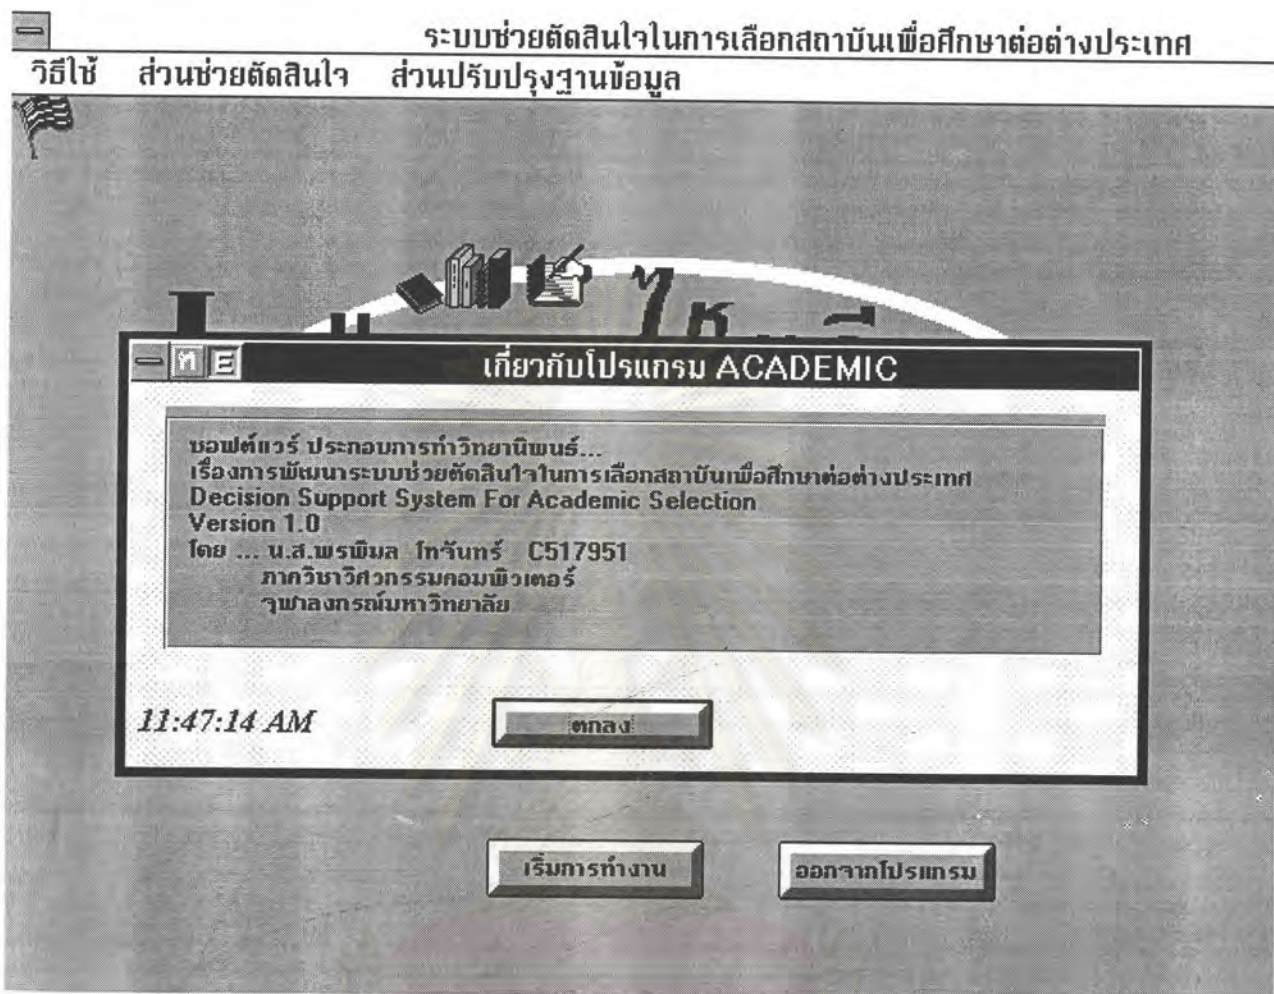 ระบบช่วยตัดสินใจในการเลือกสถาบันเพื่อศึกษาต่อต่างประเทศ
วิธีใช้ ส่วนช่วยตัดสินใจ ส่วนปรับปรุงฐานข้อมูล
ท E เกี่ยวกับโปรแกรม ACADEMIC
ซอฟต์แวร์ ประกอบการทำวิทยานิพนธ์...
เรื่องการพัฒนาระบบช่วยตัดสินใจในการเลือกสถาบันเพื่อศึกษาต่อต่างประเทศ
Decision Support System For Academic Selection
Version 1.0
โดย ... น.ส.พรพิมล โกจันทร์ C517951
ภาควิชาวิศวกรรมคอมพิวเตอร์
จุฬาลงกรณ์มหาวิทยาลัย
11:47:14 AM
ตกลง
เริ่มการทำงาน ออกจากโปรแกรม